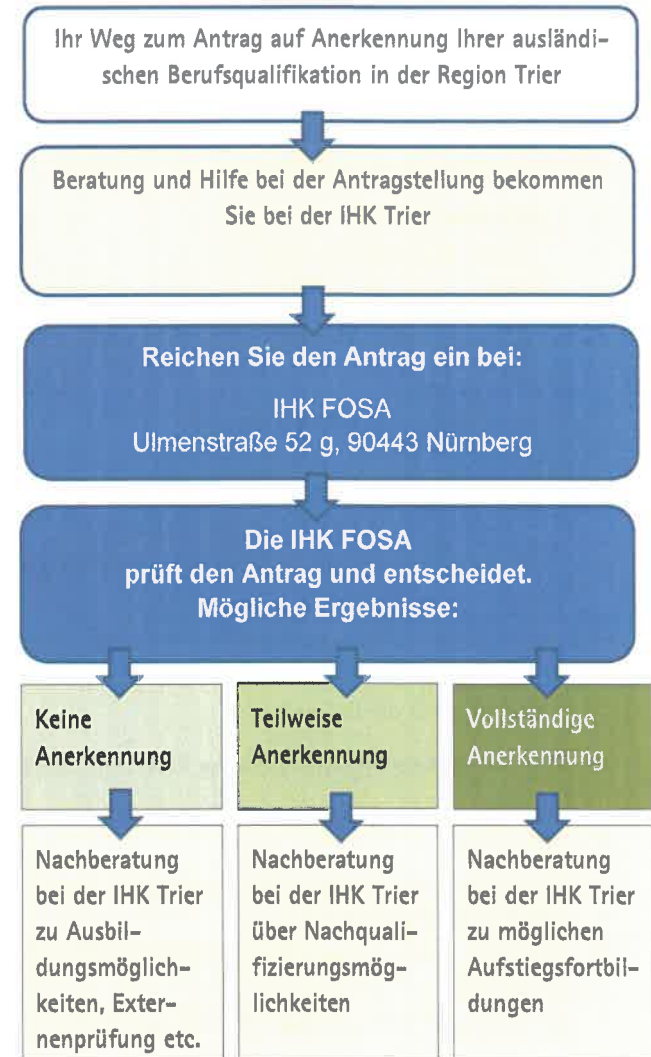 Ihr Weg zum Antrag auf Anerkennung Ihrer ausländi-
schen Berufsqualifikation in der Region Trier
Beratung und Hilfe bei der Antragstellung bekommen
Sie bei der IHK Trier
Reichen Sie den Antrag ein bei:
IHK FOSA
Ulmenstraße 52 g, 90443 Nürnberg
Die IHK FOSA
prüft den Antrag und entscheidet.
Mögliche Ergebnisse:
Keine
Anerkennung
Teilweise
Anerkennung
Vollständige
Anerkennung
Nachberatung
bei der IHK Trier
zu Ausbil-
dungsmöglich-
keiten, Exter-
nenprüfung etc.
Nachberatung
bei der IHK Trier
über Nachquali-
fizierungsmög-
lichkeiten
Nachberatung
bei der IHK Trier
zu möglichen
Aufstiegsfortbil-
dungen